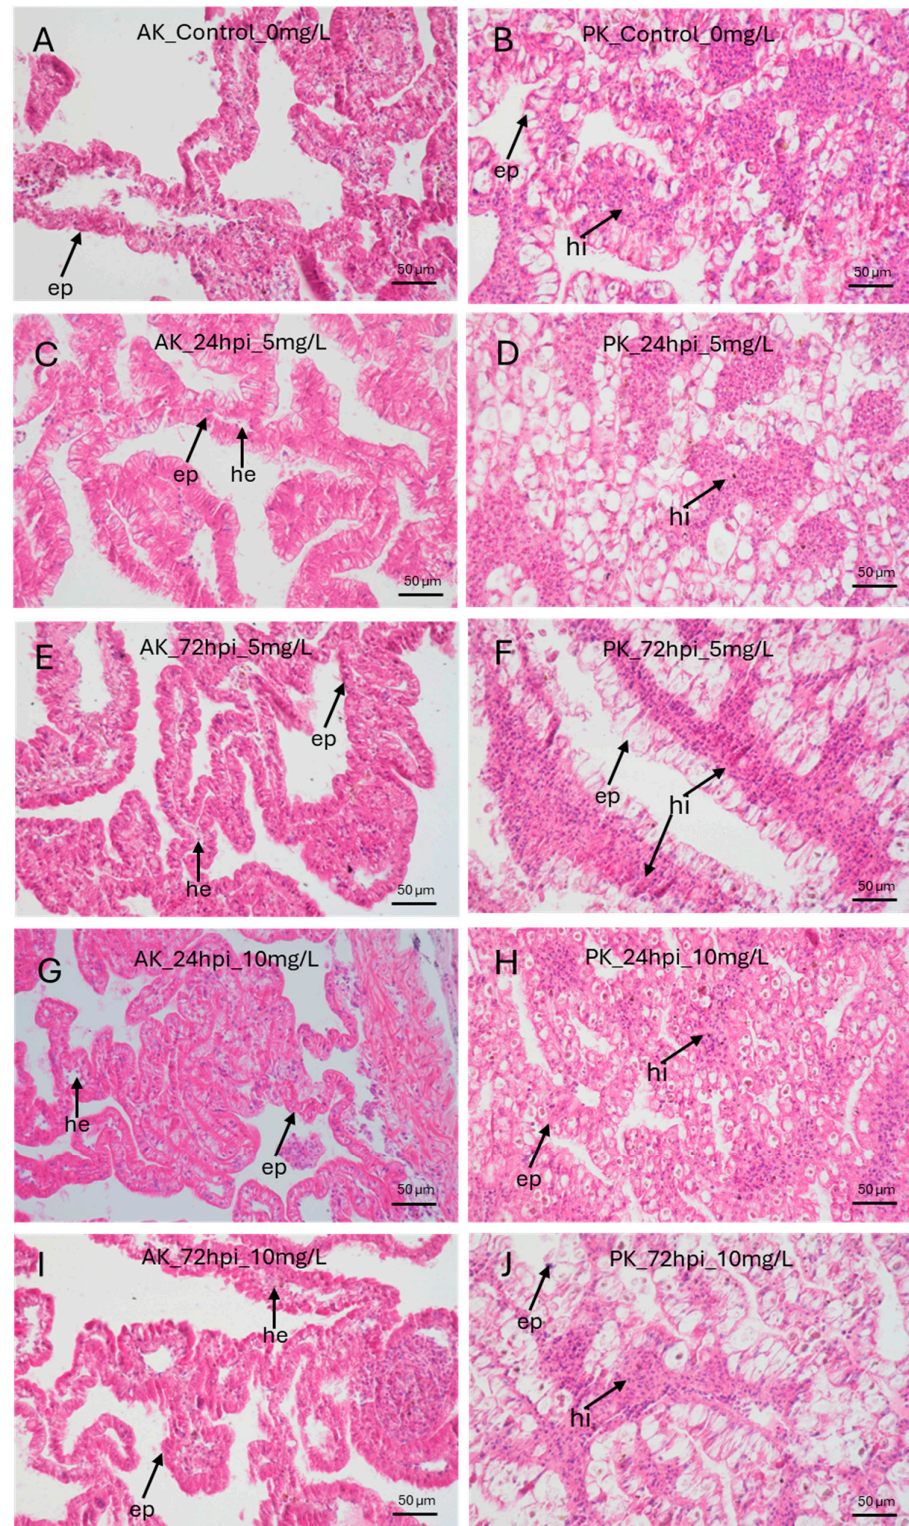 A AK_Control_0mg/L
ep
50 µm
B PK_Control_0mg/L
ep
hi
50 µm
C AK_24hpi_5mg/L
ep he
50 µm
D PK_24hpi_5mg/L
hi
50 µm
E AK_72hpi_5mg/L
ep
he
50 µm
F PK_72hpi_5mg/L
ep hi
50 µm
G AK_24hpi_10mg/L
he
ep
50 µm
H PK_24hpi_10mg/L
hi
ep
50 µm
I AK_72hpi_10mg/L
he
ep
50 µm
J PK_72hpi_10mg/L
ep
hi
50 µm